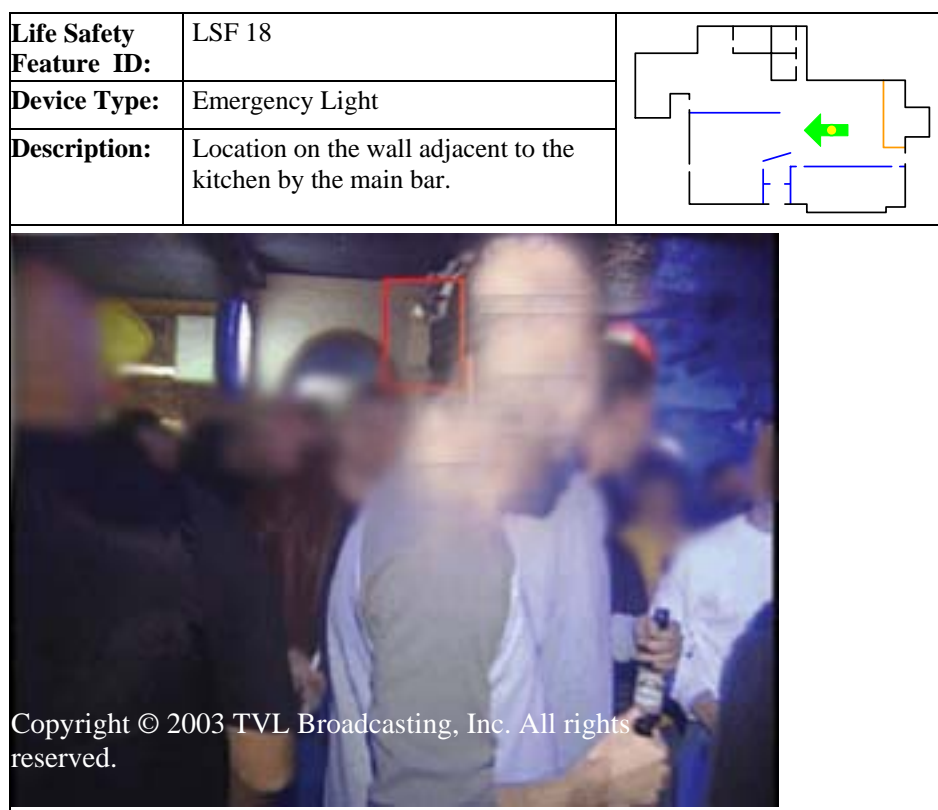 Life Safety
Feature ID:
LSF 18
Device Type:
Emergency Light
Description:
Location on the wall adjacent to the
kitchen by the main bar.
Copyright © 2003 TVL Broadcasting, Inc. All rights
reserved.